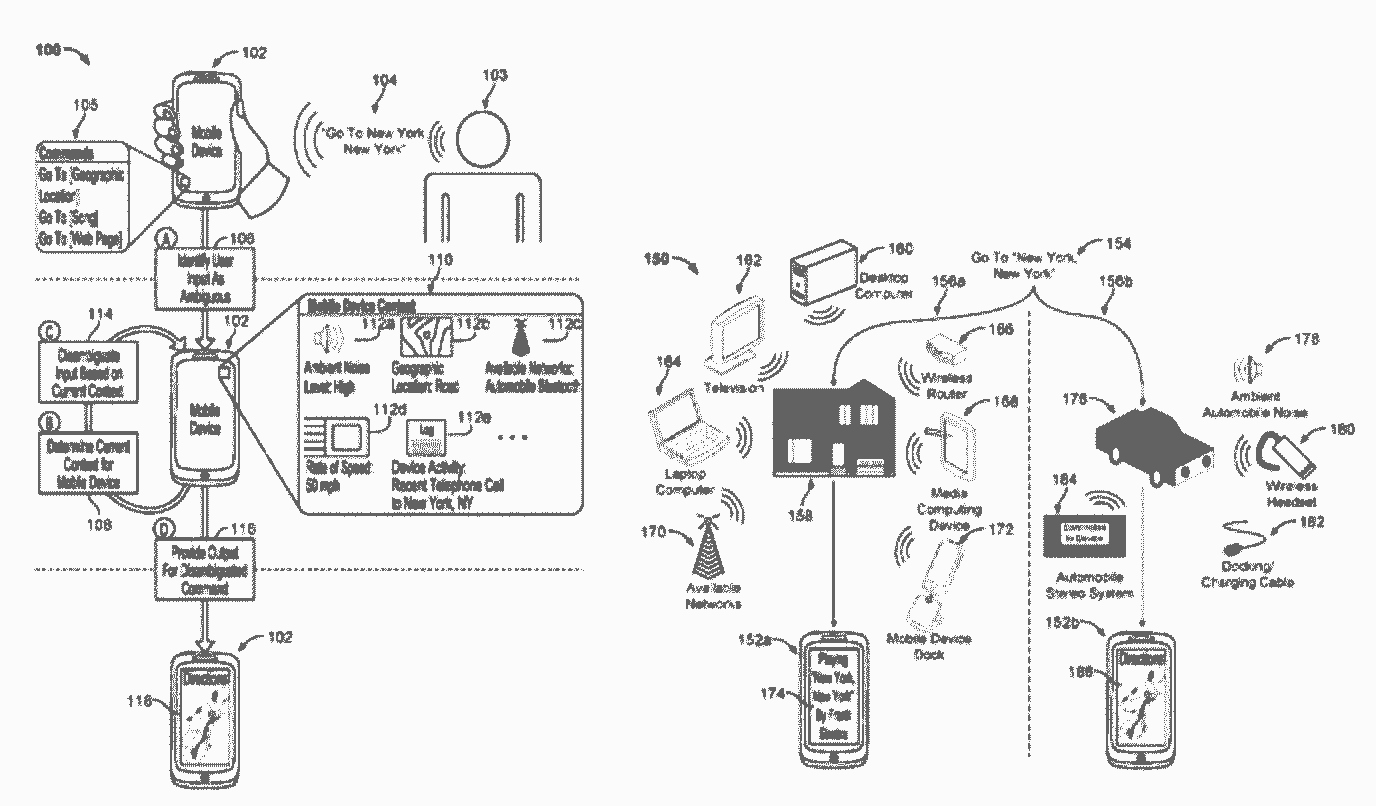 100
102
104
103
105
"Go To New York
New York"
Mobile
Device
Commands
Go To [Geographic
Location]
Go To [Song]
Go To [Web Page]
A
106
Identify User
Input As
Ambiguous
110
C
114
102
Disambiguate
Input Based on
Current Context
B
Determine Current
Context for
Mobile Device
108
Mobile
Device
Mobile Device Context
112a
112b
112c
Ambient Noise
Level: High
Geographic
Location: Road
Available Networks:
112d
112e
Log
...
Rate of Speed:
60 mph
Device Activity:
Recent Telephone Call
to New York, NY
D
116
Provide Output
For Disambiguated
Command
102
118
Directions!
150
162
160
Desktop
Computer
Go To "New York,
New York"
154
156a
156b
Television
164
Laptop
Computer
166
Wireless
Router
168
Media
Computing
Device
158
170
Available
Networks
172
Mobile Device
Dock
152a
174
Playing
"New York,
New York"
By Frank
Sinatra
178
Ambient
Automobile Noise
176
180
Wireless
Headset
184
Automobile
Stereo System
182
Docking/
Charging Cable
152b
186
Directions!